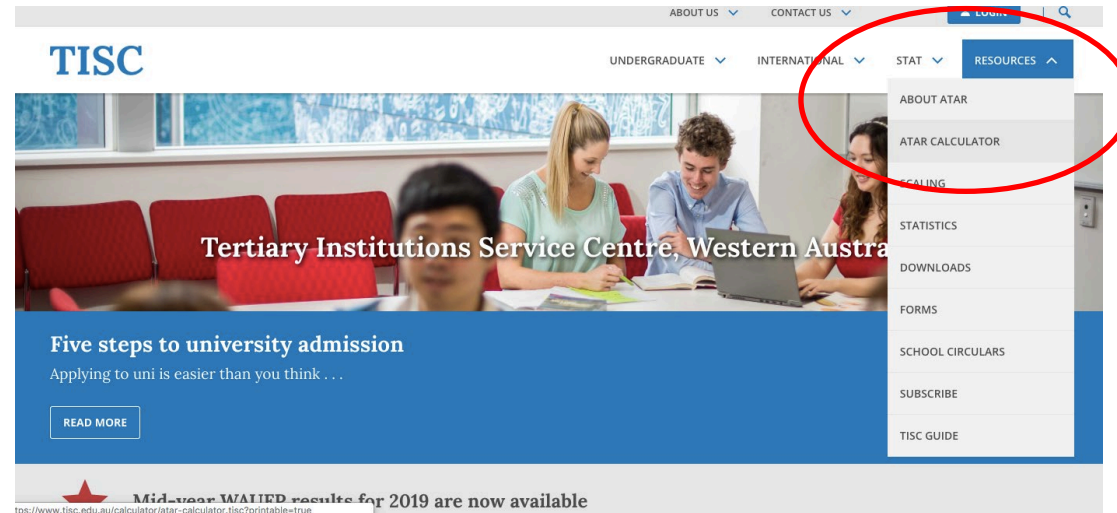 ABOUT US CONTACT US LOGIN
TISC
UNDERGRADUATE INTERNATIONAL STAT RESOURCES
ABOUT ATAR
ATAR CALCULATOR
SCALING
STATISTICS
DOWNLOADS
FORMS
SCHOOL CIRCULARS
SUBSCRIBE
TISC GUIDE
Tertiary Institutions Service Centre, Western Austra
Five steps to university admission
Applying to uni is easier than you think . . .
READ MORE
Mid-year WAUFP results for 2019 are now available
tps://www.tisc.edu.au/calculator/atar-calculator.tisc?printable=true